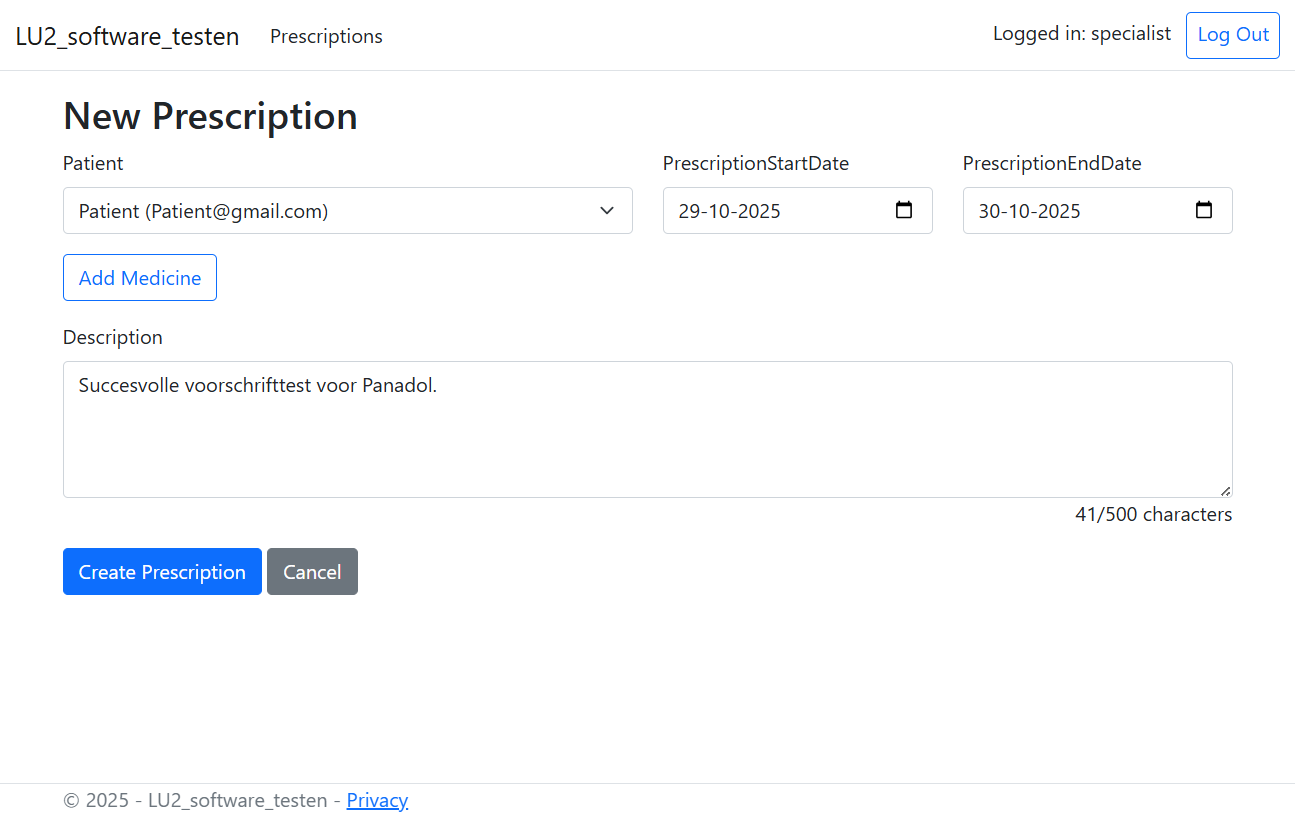 LU2_software_testen Prescriptions Logged in: specialist Log Out
New Prescription
Patient PrescriptionStartDate PrescriptionEndDate
Patient (Patient@gmail.com) 29-10-2025 30-10-2025
Add Medicine
Description
Succesvolle voorschrifttest voor Panadol.
41/500 characters
Create Prescription Cancel
© 2025 - LU2_software_testen - Privacy